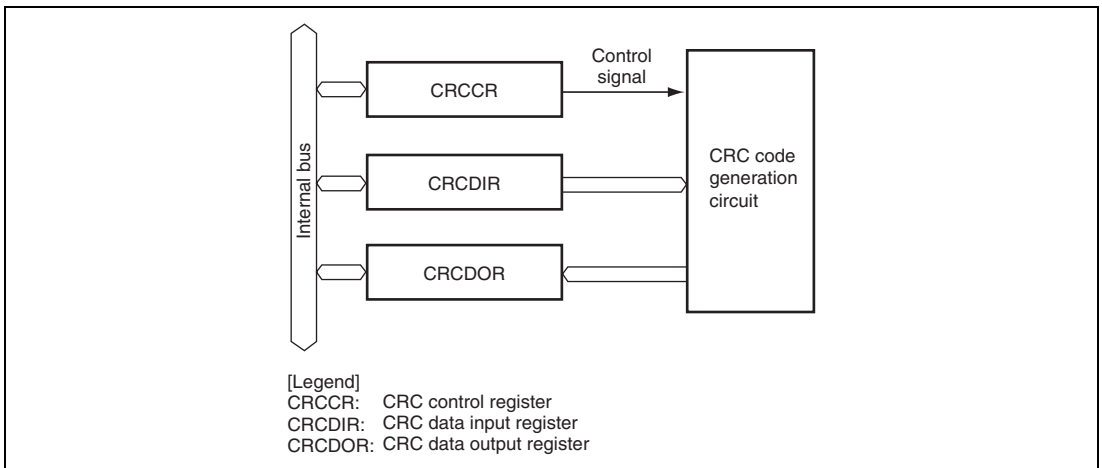 Internal bus
CRCCR
Control
signal
CRCDIR
CRC code
generation
circuit
CRCDOR
[Legend]
CRCCR: CRC control register
CRCDIR: CRC data input register
CRCDOR: CRC data output register